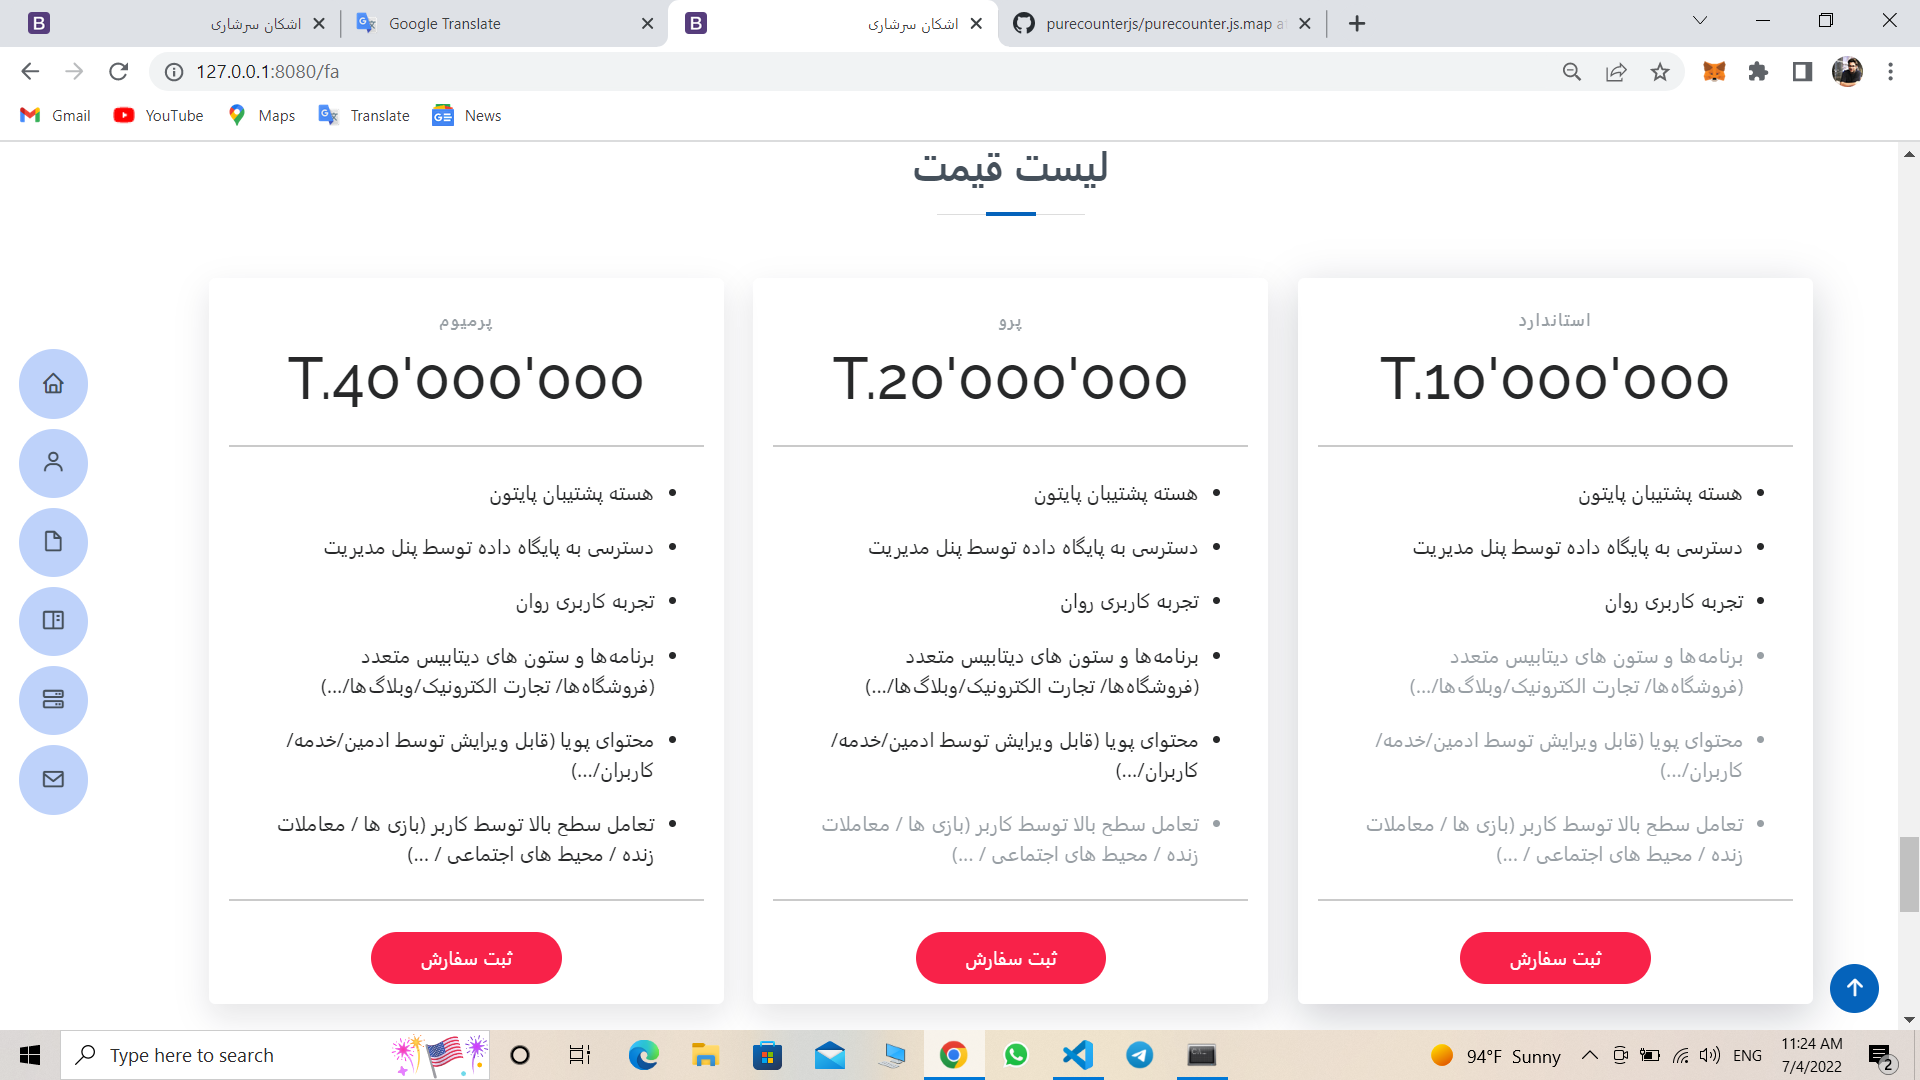 اشکان سرشاری
Google Translate
اشکان سرشاری
purecounterjs/purecounter.js.map a
127.0.0.1:8080/fa
Gmail
YouTube
Maps
Translate
News
لیست قیمت
استاندارد
T.10'000'000
هسته پشتیبان پایتون
دسترسی به پایگاه داده توسط پنل مدیریت
تجربه کاربری روان
برنامه‌ها و ستون های دیتابیس متعدد
(فروشگاه‌ها/ تجارت الکترونیک/وبلاگ‌ها/...)
محتوای پویا (قابل ویرایش توسط ادمین/خدمه/
کاربران/...)
تعامل سطح بالا توسط کاربر (بازی ها / معاملات
زنده / محیط های اجتماعی / ...)
ثبت سفارش
پرو
T.20'000'000
هسته پشتیبان پایتون
دسترسی به پایگاه داده توسط پنل مدیریت
تجربه کاربری روان
برنامه‌ها و ستون های دیتابیس متعدد
(فروشگاه‌ها/ تجارت الکترونیک/وبلاگ‌ها/...)
محتوای پویا (قابل ویرایش توسط ادمین/خدمه/
کاربران/...)
تعامل سطح بالا توسط کاربر (بازی ها / معاملات
زنده / محیط های اجتماعی / ...)
ثبت سفارش
پرمیوم
T.40'000'000
هسته پشتیبان پایتون
دسترسی به پایگاه داده توسط پنل مدیریت
تجربه کاربری روان
برنامه‌ها و ستون های دیتابیس متعدد
(فروشگاه‌ها/ تجارت الکترونیک/وبلاگ‌ها/...)
محتوای پویا (قابل ویرایش توسط ادمین/خدمه/
کاربران/...)
تعامل سطح بالا توسط کاربر (بازی ها / معاملات
زنده / محیط های اجتماعی / ...)
ثبت سفارش
Type here to search
94°F Sunny
ENG
11:24 AM
7/4/2022
2